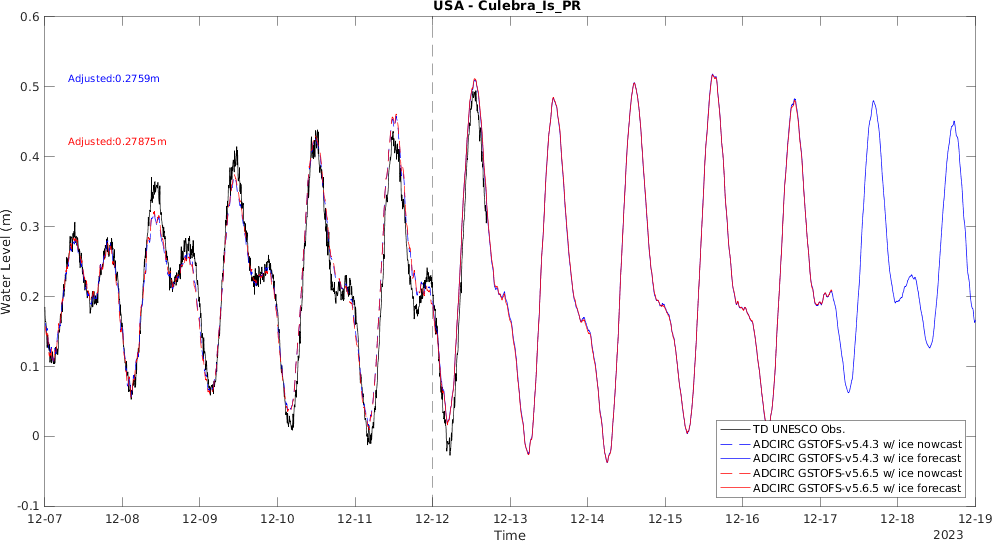 USA - Culebra_Is_PR
0.6
0.5
0.4
0.3
0.2
0.1
0
-0.1
Water Level (m)
Adjusted:0.2759m
Adjusted:0.27875m
TD UNESCO Obs.
ADCIRC GSTOFS-v5.4.3 w/ ice nowcast
ADCIRC GSTOFS-v5.4.3 w/ ice forecast
ADCIRC GSTOFS-v5.6.5 w/ ice nowcast
ADCIRC GSTOFS-v5.6.5 w/ ice forecast
12-07 12-08 12-09 12-10 12-11 12-12 12-13 12-14 12-15 12-16 12-17 12-18 12-19
Time
2023